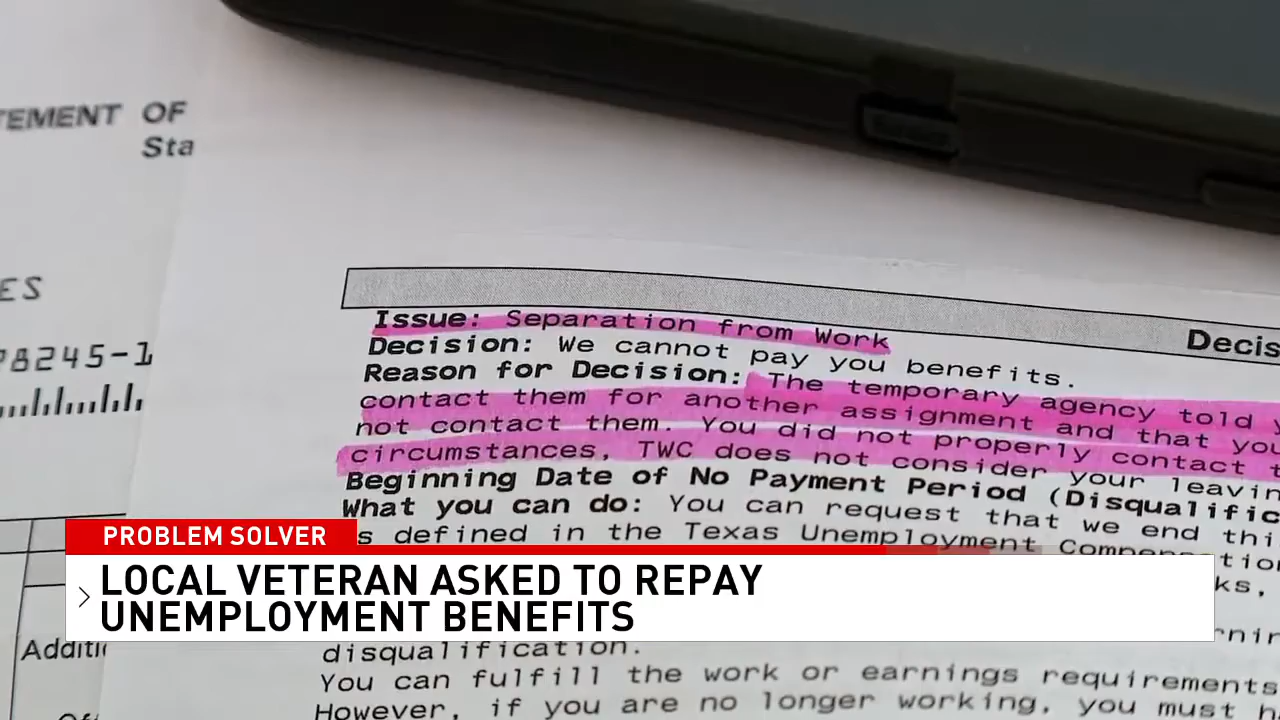 TEMENT OF
Sta
ES
98245-1
Decis
Issue: Separation from Work
Decision: We cannot pay you benefits.
Reason for Decision: The temporary agency told y
contact them for another assignment and that you
not contact them. You did not properly contact t
circumstances, TWC does not consider your leavin
Beginning Date of No Payment Period (Disqualific
What you can do: You can request that we end thi
s defined in the Texas Unemployment Compensation
ks,
PROBLEM SOLVER
LOCAL VETERAN ASKED TO REPAY
UNEMPLOYMENT BENEFITS
Additi
disqualification.
You can fulfill the work or earnings requirements
However, if you are no longer working, you must h